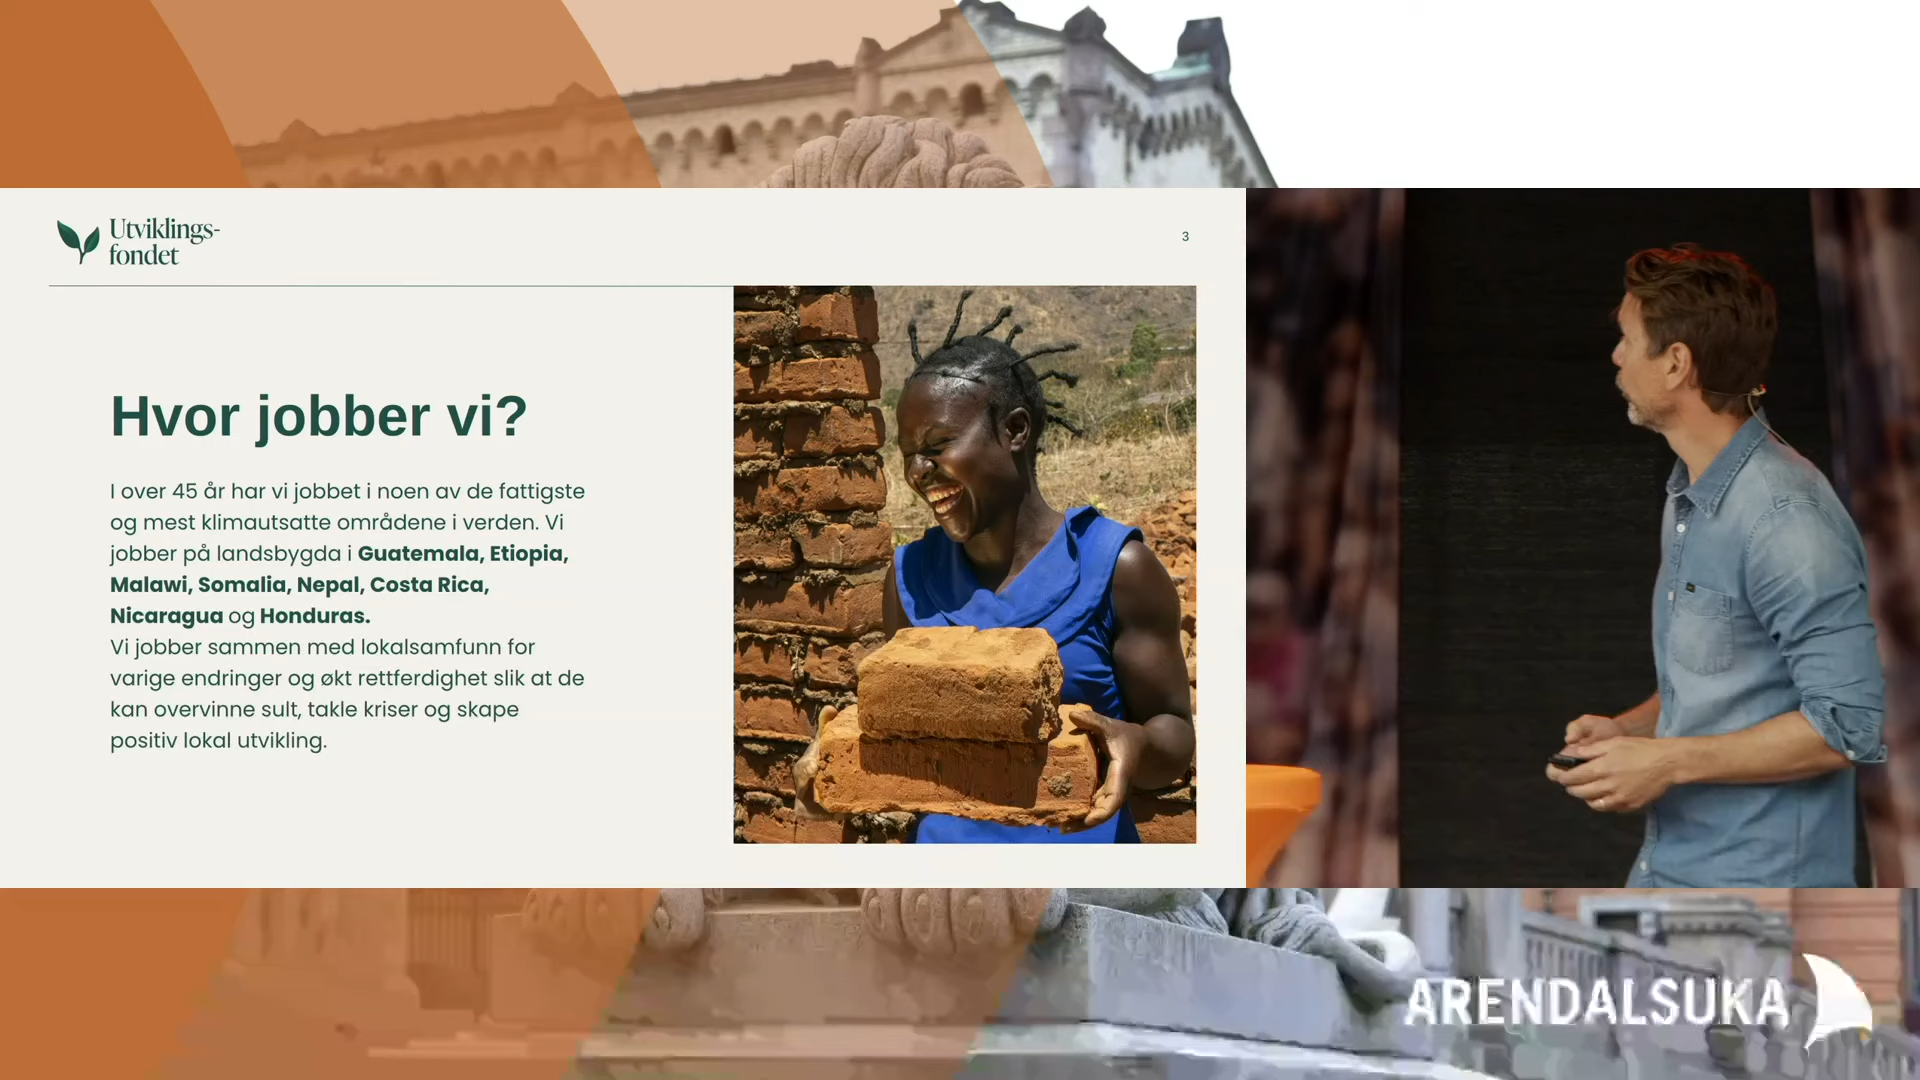 Utviklings-
fondet
3
Hvor jobber vi?
I over 45 år har vi jobbet i noen av de fattigste
og mest klimautsatte områdene i verden. Vi
jobber på landsbygda i Guatemala, Etiopia,
Malawi, Somalia, Nepal, Costa Rica,
Nicaragua og Honduras.
Vi jobber sammen med lokalsamfunn for
varige endringer og økt rettferdighet slik at de
kan overvinne sult, takle kriser og skape
positiv lokal utvikling.
ARENDALSUKA